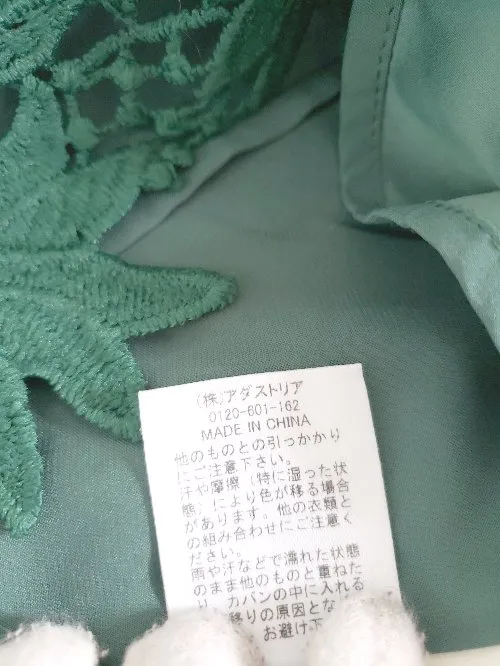 (株)アダストリア
0120-601-162
MADE IN CHINA
他のものとの引っかかり
にご注意下さい。
汗や摩擦（特に湿った状
態）により色が移る場合
があります。他の衣類と
の組み合わせにご注意く
ださい。
雨や汗などで濡れた状態
のまま他のものと重ねた
り、カバンの中に入れる
移りの原因とな
お避け下